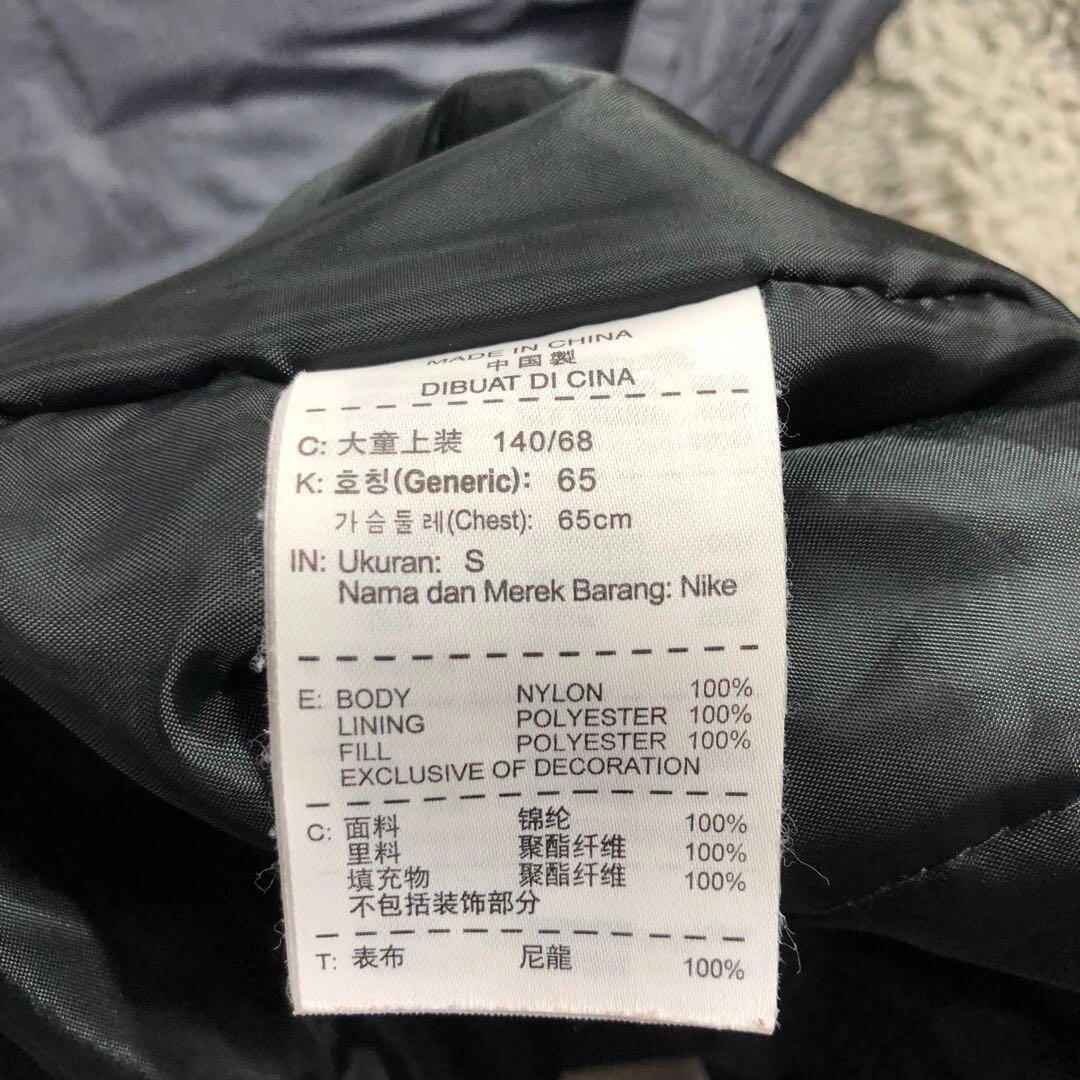 MADE IN CHINA
中国製
DIBUAT DI CINA
C: 大童上装 140/68
K: 호칭(Generic): 65
가슴둘레(Chest): 65cm
IN: Ukuran: S
Nama dan Merek Barang: Nike
E: BODY NYLON 100%
LINING POLYESTER 100%
FILL POLYESTER 100%
EXCLUSIVE OF DECORATION
C: 面料 锦纶 100%
里料 聚酯纤维 100%
填充物 聚酯纤维 100%
不包括装饰部分
T: 表布 尼龍 100%